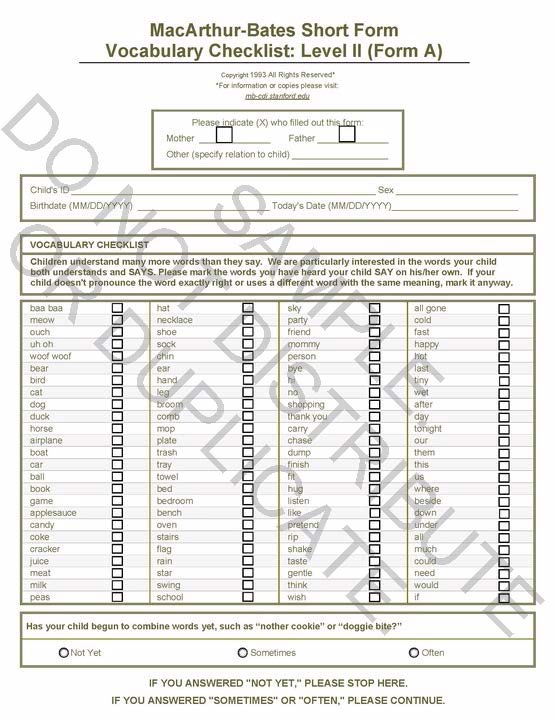 MacArthur-Bates Short Form
Vocabulary Checklist: Level II (Form A)
Copyright 1993 All Rights Reserved*
*For information or copies please visit:
mb-cdi.stanford.edu
Please indicate (X) who filled out this form:
Mother Father
Other (specify relation to child)
Child's ID Sex
Birthdate (MM/DD/YYYY) Today's Date (MM/DD/YYYY)
VOCABULARY CHECKLIST
Children understand many more words than they say. We are particularly interested in the words your child
both understands and SAYS. Please mark the words you have heard your child SAY on his/her own. If your
child doesn't pronounce the word exactly right or uses a different word with the same meaning, mark it anyway.
baa baa hat sky all gone
meow necklace party cold
ouch shoe friend fast
uh oh sock mommy happy
woof woof chin person hot
bear ear bye last
bird hand hi tiny
cat leg no wet
dog broom shopping after
duck comb thank you day
horse mop carry tonight
airplane plate chase our
boat trash dump them
car tray finish this
ball towel fit us
book bed hug where
game bedroom listen beside
applesauce bench like down
candy oven pretend under
coke stairs rip all
cracker flag shake much
juice rain taste could
meat star gentle need
milk swing think would
peas school wish if
Has your child begun to combine words yet, such as "nother cookie" or "doggie bite?"
Not Yet Sometimes Often
IF YOU ANSWERED "NOT YET," PLEASE STOP HERE.
IF YOU ANSWERED "SOMETIMES" OR "OFTEN," PLEASE CONTINUE.
SAMPLE
DO NOT DISTRIBUTE
OR DUPLICATE